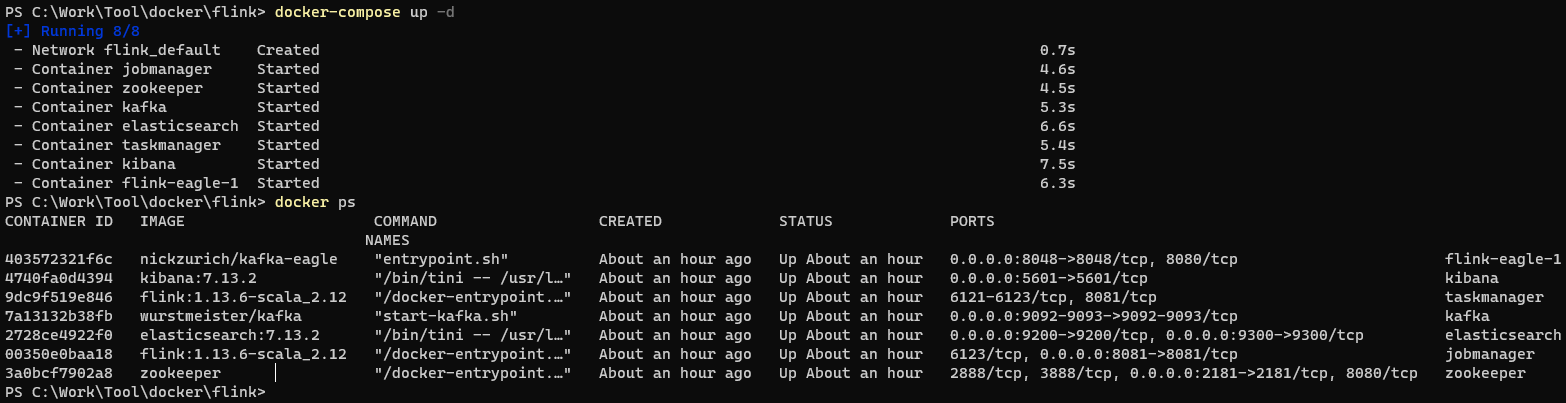 PS C:\Work\Tool\docker\flink> docker-compose up -d
[+] Running 8/8
 - Network flink_default    Created    0.7s
 - Container jobmanager     Started    4.6s
 - Container zookeeper      Started    4.5s
 - Container kafka          Started    5.3s
 - Container elasticsearch  Started    6.6s
 - Container taskmanager    Started    5.4s
 - Container kibana         Started    7.5s
 - Container flink-eagle-1  Started    6.3s
PS C:\Work\Tool\docker\flink> docker ps
CONTAINER ID   IMAGE                     COMMAND                  CREATED             STATUS             PORTS
                                        NAMES
403572321f6c   nickzurich/kafka-eagle    "entrypoint.sh"          About an hour ago   Up About an hour   0.0.0.0:8048->8048/tcp, 8080/tcp                       flink-eagle-1
4740fa0d4394   kibana:7.13.2             "/bin/tini -- /usr/l…"   About an hour ago   Up About an hour   0.0.0.0:5601->5601/tcp                                 kibana
9dc9f519e846   flink:1.13.6-scala_2.12   "/docker-entrypoint.…"   About an hour ago   Up About an hour   6121-6123/tcp, 8081/tcp                                taskmanager
7a13132b38fb   wurstmeister/kafka        "start-kafka.sh"         About an hour ago   Up About an hour   0.0.0.0:9092-9093->9092-9093/tcp                       kafka
2728ce4922f0   elasticsearch:7.13.2      "/bin/tini -- /usr/l…"   About an hour ago   Up About an hour   0.0.0.0:9200->9200/tcp, 0.0.0.0:9300->9300/tcp         elasticsearch
00350e0baa18   flink:1.13.6-scala_2.12   "/docker-entrypoint.…"   About an hour ago   Up About an hour   6123/tcp, 0.0.0.0:8081->8081/tcp                       jobmanager
3a0bcf7902a8   zookeeper                 "/docker-entrypoint.…"   About an hour ago   Up About an hour   2888/tcp, 3888/tcp, 0.0.0.0:2181->2181/tcp, 8080/tcp   zookeeper
PS C:\Work\Tool\docker\flink>